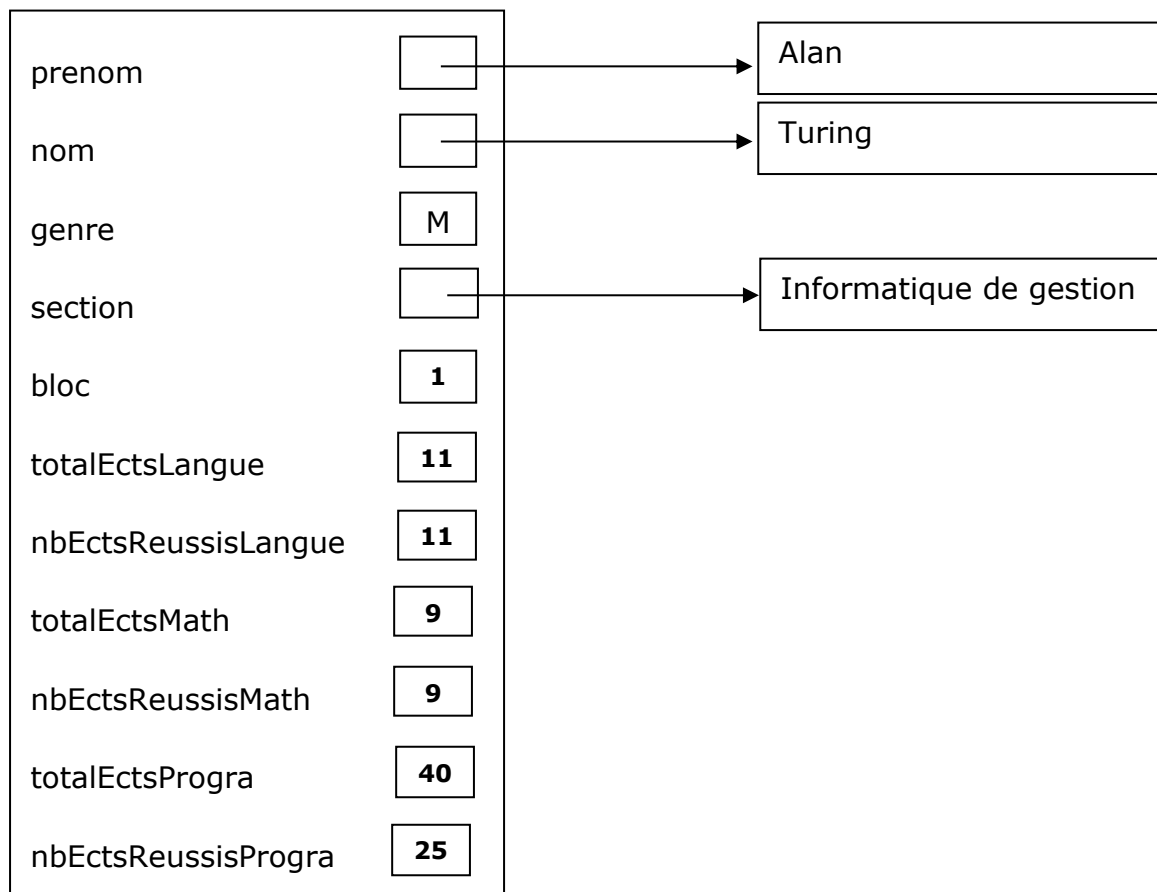 prenom Alan
nom Turing
genre M
section Informatique de gestion
bloc 1
totalEctsLangue 11
nbEctsReussisLangue 11
totalEctsMath 9
nbEctsReussisMath 9
totalEctsProgra 40
nbEctsReussisProgra 25